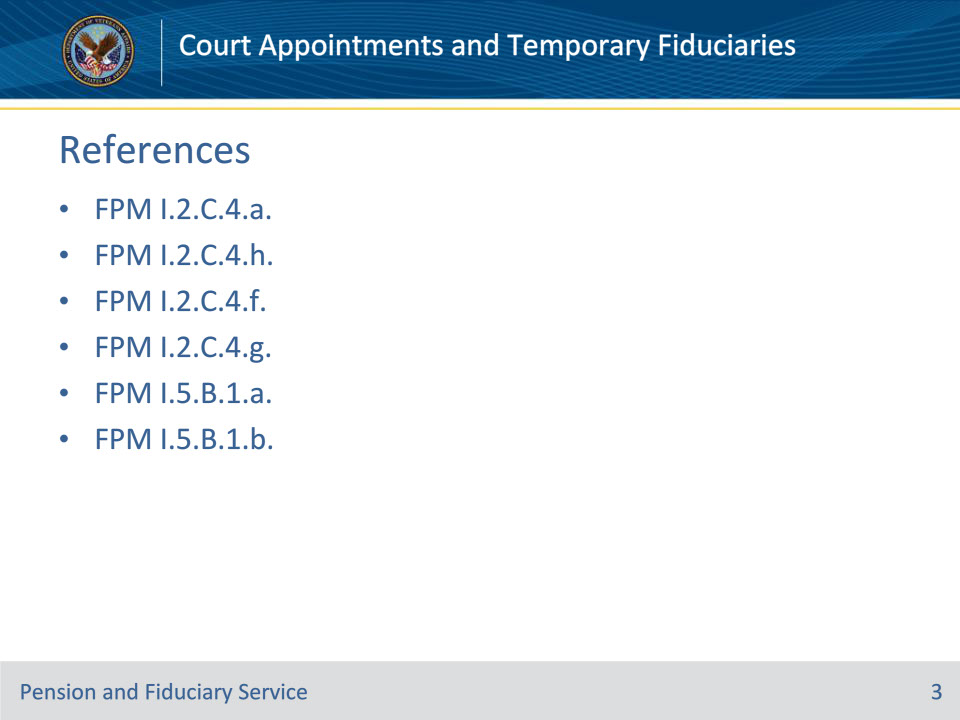 Court Appointments and Temporary Fiduciaries
References
• FPM I.2.C.4.a.
• FPM I.2.C.4.h.
• FPM I.2.C.4.f.
• FPM I.2.C.4.g.
• FPM I.5.B.1.a.
• FPM I.5.B.1.b.
Pension and Fiduciary Service
3